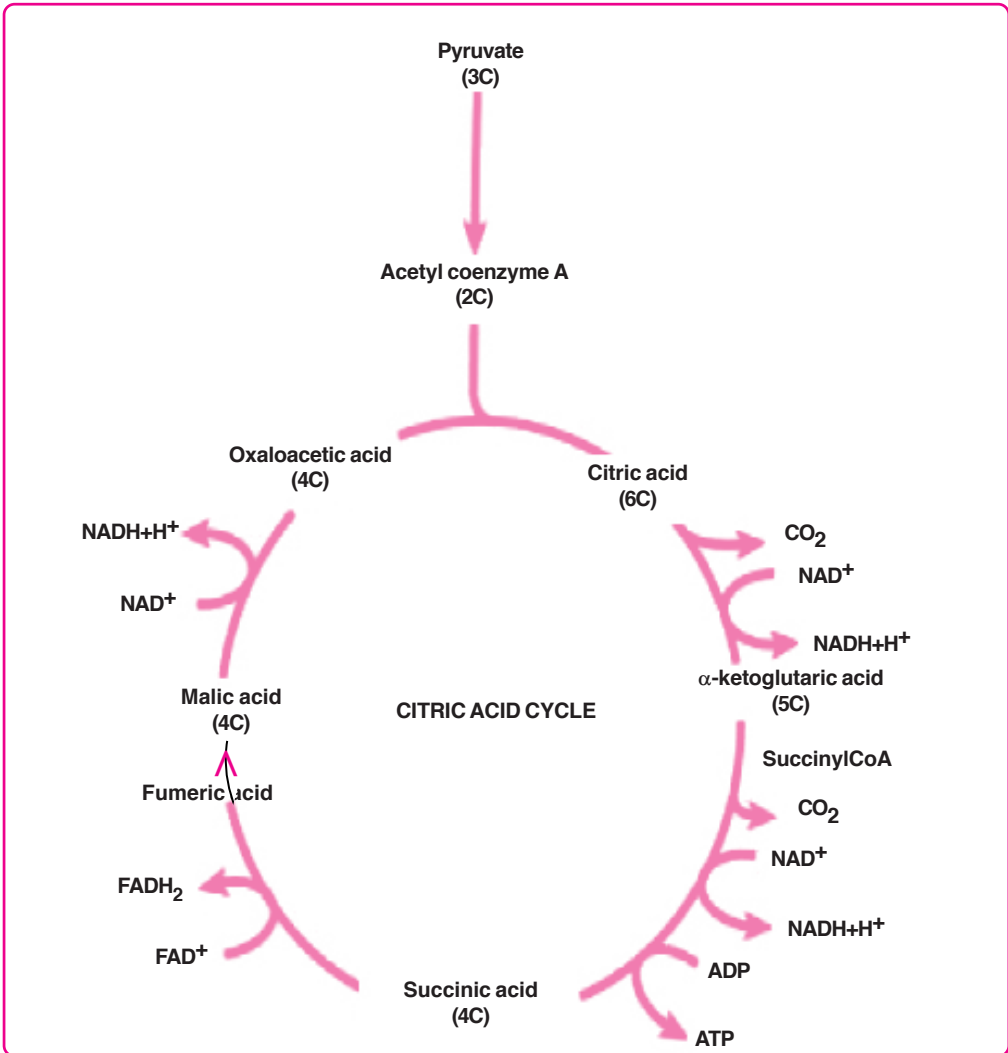 Pyruvate
(3C)
Acetyl coenzyme A
(2C)
Oxaloacetic acid
(4C)
Citric acid
(6C)
NADH+H⁺
NAD⁺
CO₂
NAD⁺
NADH+H⁺
α-ketoglutaric acid
(5C)
Malic acid
(4C)
CITRIC ACID CYCLE
SuccinylCoA
Fumeric acid
CO₂
NAD⁺
NADH+H⁺
FADH₂
FAD⁺
ADP
Succinic acid
(4C)
ATP